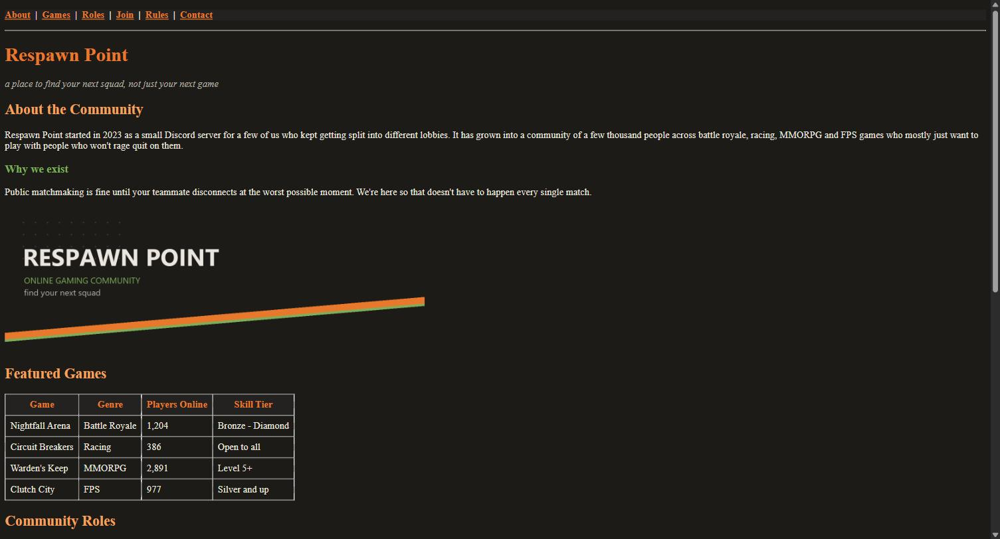 About | Games | Roles | Join | Rules | Contact
Respawn Point
a place to find your next squad, not just your next game
About the Community
Respawn Point started in 2023 as a small Discord server for a few of us who kept getting split into different lobbies. It has grown into a community of a few thousand people across battle royale, racing, MMORPG and FPS games who mostly just want to
play with people who won't rage quit on them.
Why we exist
Public matchmaking is fine until your teammate disconnects at the worst possible moment. We're here so that doesn't have to happen every single match.
RESPAWN POINT
ONLINE GAMING COMMUNITY
find your next squad
Featured Games
Game Genre Players Online Skill Tier
Nightfall Arena Battle Royale 1,204 Bronze - Diamond
Circuit Breakers Racing 386 Open to all
Warden's Keep MMORPG 2,891 Level 5+
Clutch City FPS 977 Silver and up
Community Roles